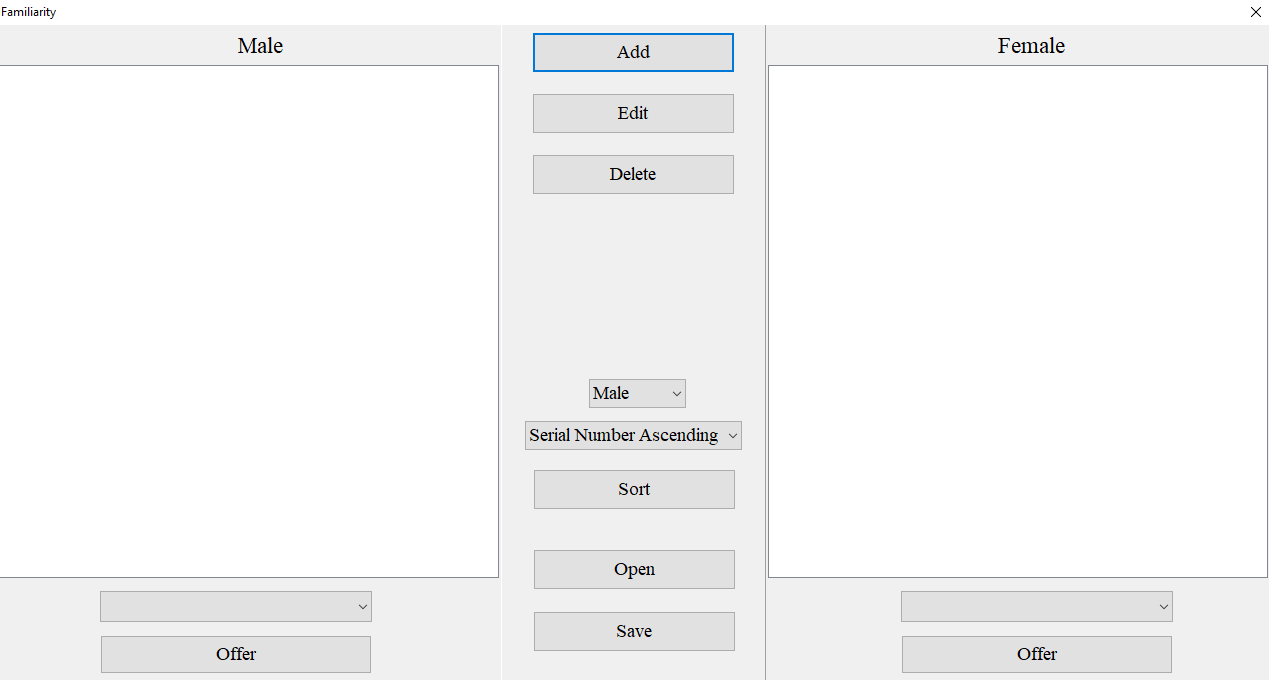 Familiarity
Male
Female
Add
Edit
Delete
Male
Serial Number Ascending
Sort
Open
Save
Offer
Offer